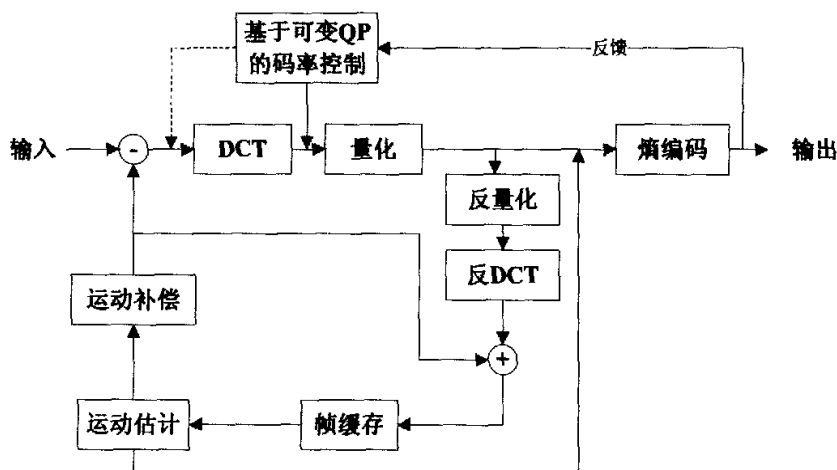 基于可变QP
的码率控制
反馈
输入
-
DCT
量化
熵编码
输出
反量化
反DCT
运动补偿
+
运动估计
帧缓存